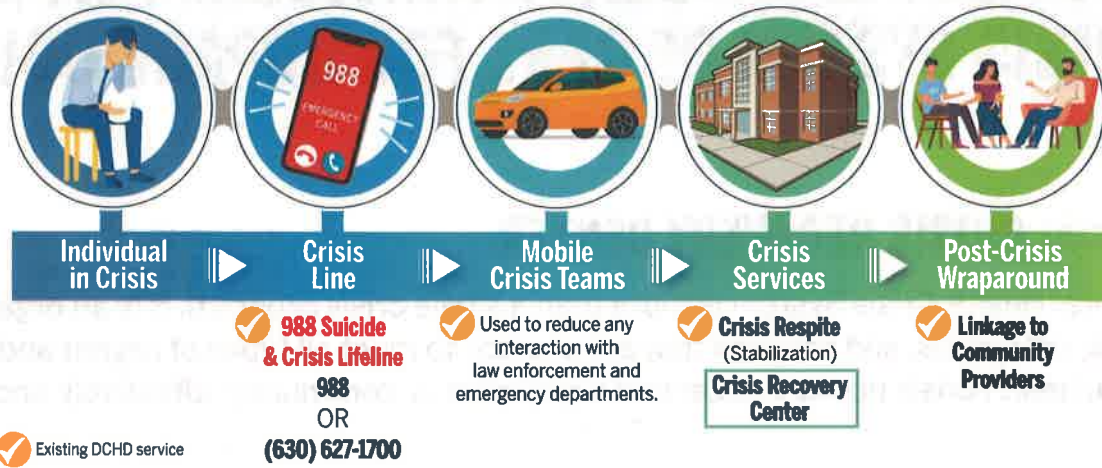 988
EMERGENCY
CALL
Individual
in Crisis
Crisis
Line
Mobile
Crisis Teams
Crisis
Services
Post-Crisis
Wraparound
988 Suicide
& Crisis Lifeline
988
OR
(630) 627-1700
Used to reduce any
interaction with
law enforcement and
emergency departments.
Crisis Respite
(Stabilization)
Crisis Recovery
Center
Linkage to
Community
Providers
Existing DCHD service